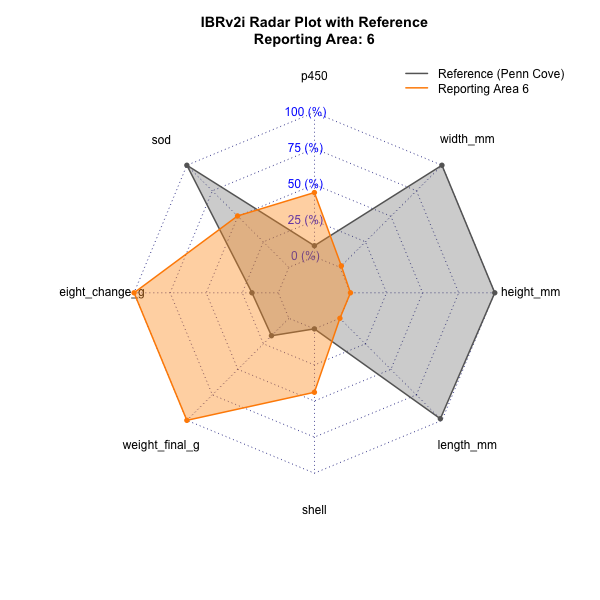 IBRv2i Radar Plot with Reference
Reporting Area: 6
p450
Reference (Penn Cove)
Reporting Area 6
100 (%)
sod
width_mm
75 (%)
50 (%)
25 (%)
0 (%)
eight_change_g
height_mm
weight_final_g
length_mm
shell